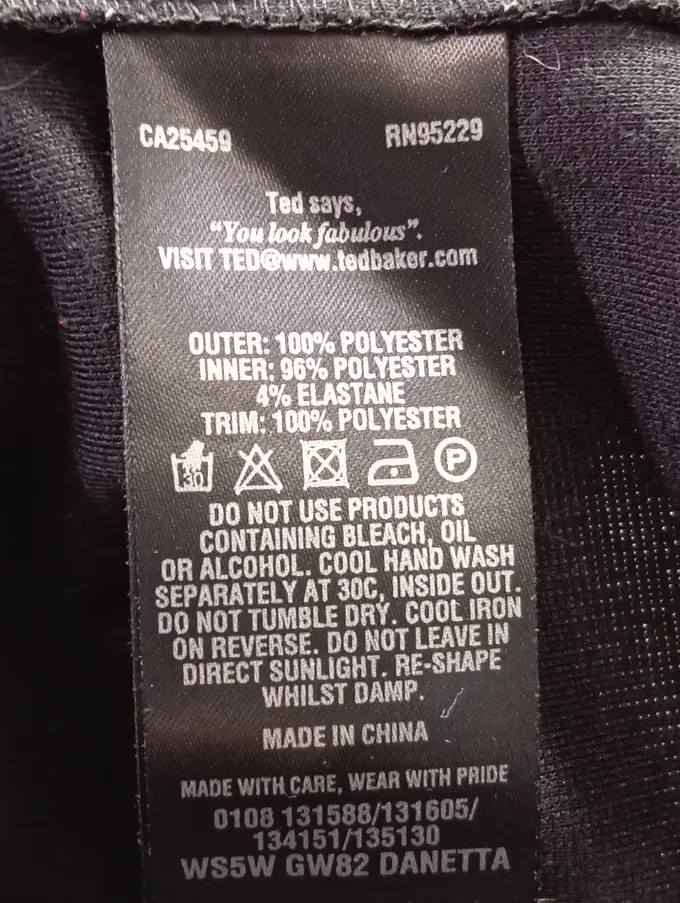 CA25459 RN95229
Ted says,
"You look fabulous".
VISIT TED@www.tedbaker.com
OUTER: 100% POLYESTER
INNER: 96% POLYESTER
4% ELASTANE
TRIM: 100% POLYESTER
30 P
DO NOT USE PRODUCTS
CONTAINING BLEACH, OIL
OR ALCOHOL. COOL HAND WASH
SEPARATELY AT 30C, INSIDE OUT.
DO NOT TUMBLE DRY. COOL IRON
ON REVERSE. DO NOT LEAVE IN
DIRECT SUNLIGHT. RE-SHAPE
WHILST DAMP.
MADE IN CHINA
MADE WITH CARE, WEAR WITH PRIDE
0108 131588/131605/
134151/135130
WS5W GW82 DANETTA